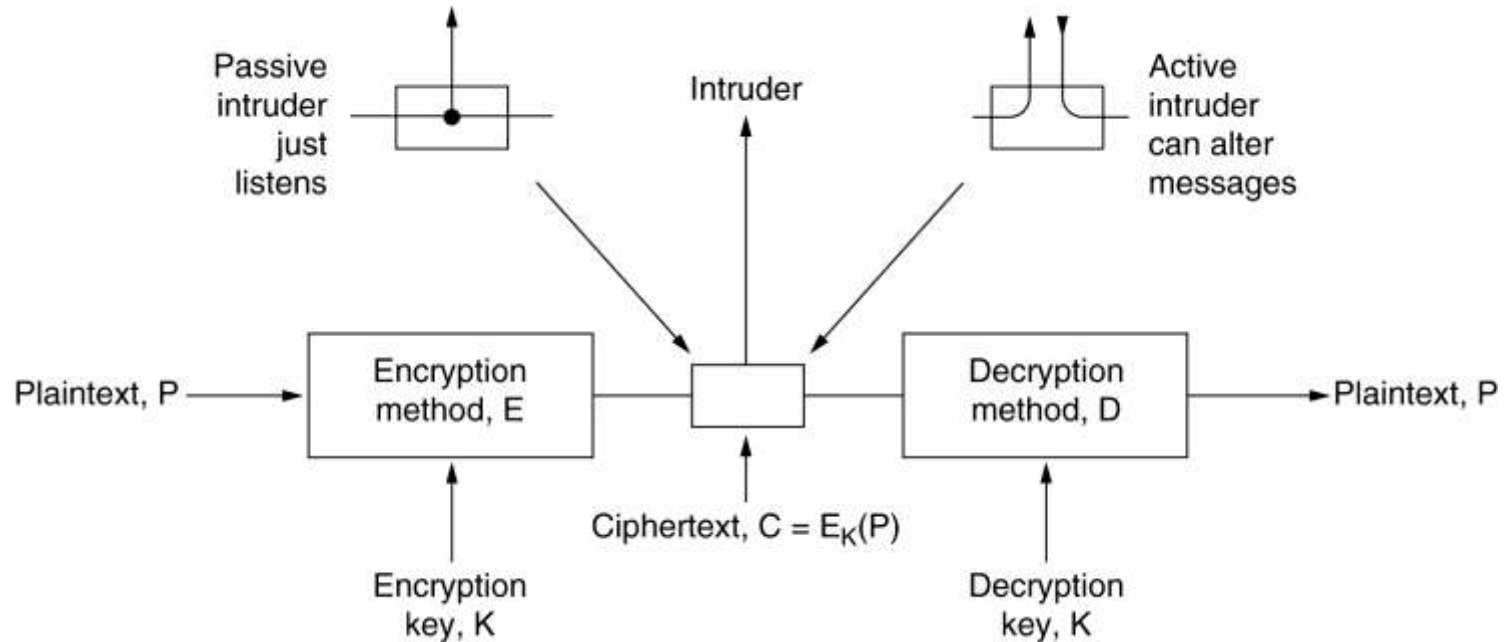 Passive
intruder
just
listens
Intruder
Active
intruder
can alter
messages
Plaintext, P
Encryption
method, E
Decryption
method, D
Plaintext, P
Ciphertext, C = E_K(P)
Encryption
key, K
Decryption
key, K